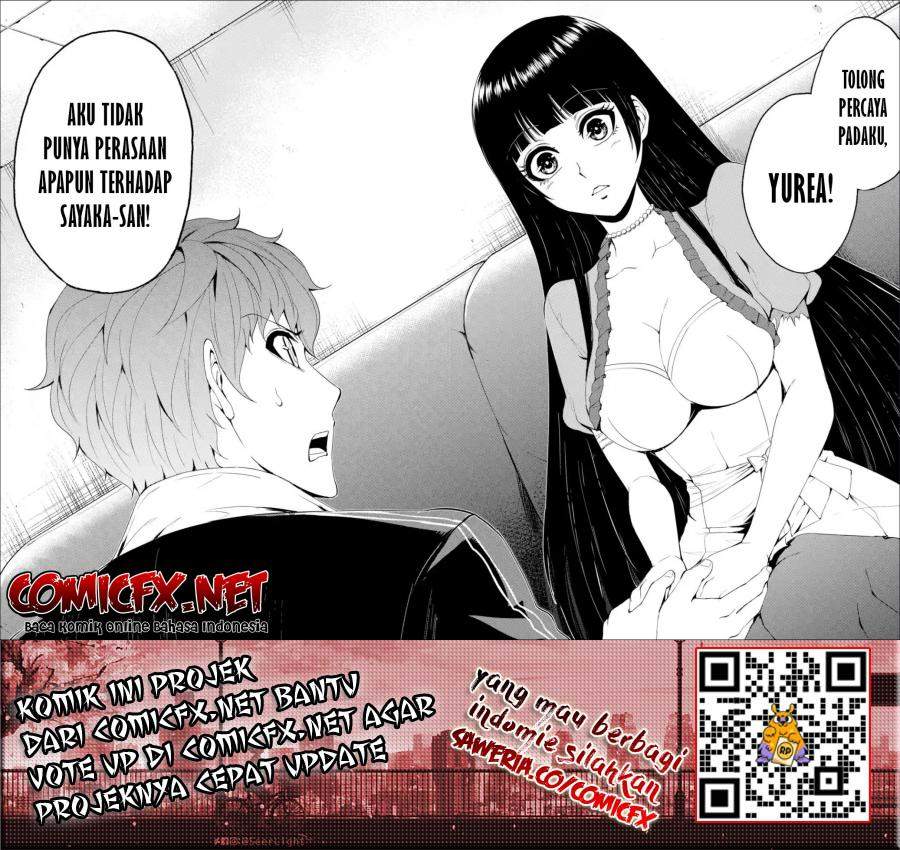 TOLONG
PERCAYA
PADAKU,
YUREA!
AKU TIDAK
PUNYA PERASAAN
APAPUN TERHADAP
SAYAKA-SAN!
COMICFX.NET
Baca Komik Online Bahasa Indonesia
KOMIK INI PROJEK
DARI COMICFX.NET BANTU
VOTE UP DI COMICFX.NET AGAR
PROJEKNYA CEPAT UPDATE
yang mau berbagi
indomie silahkan
SAWERIA.CO/COMICFX
RP
@SeerLight